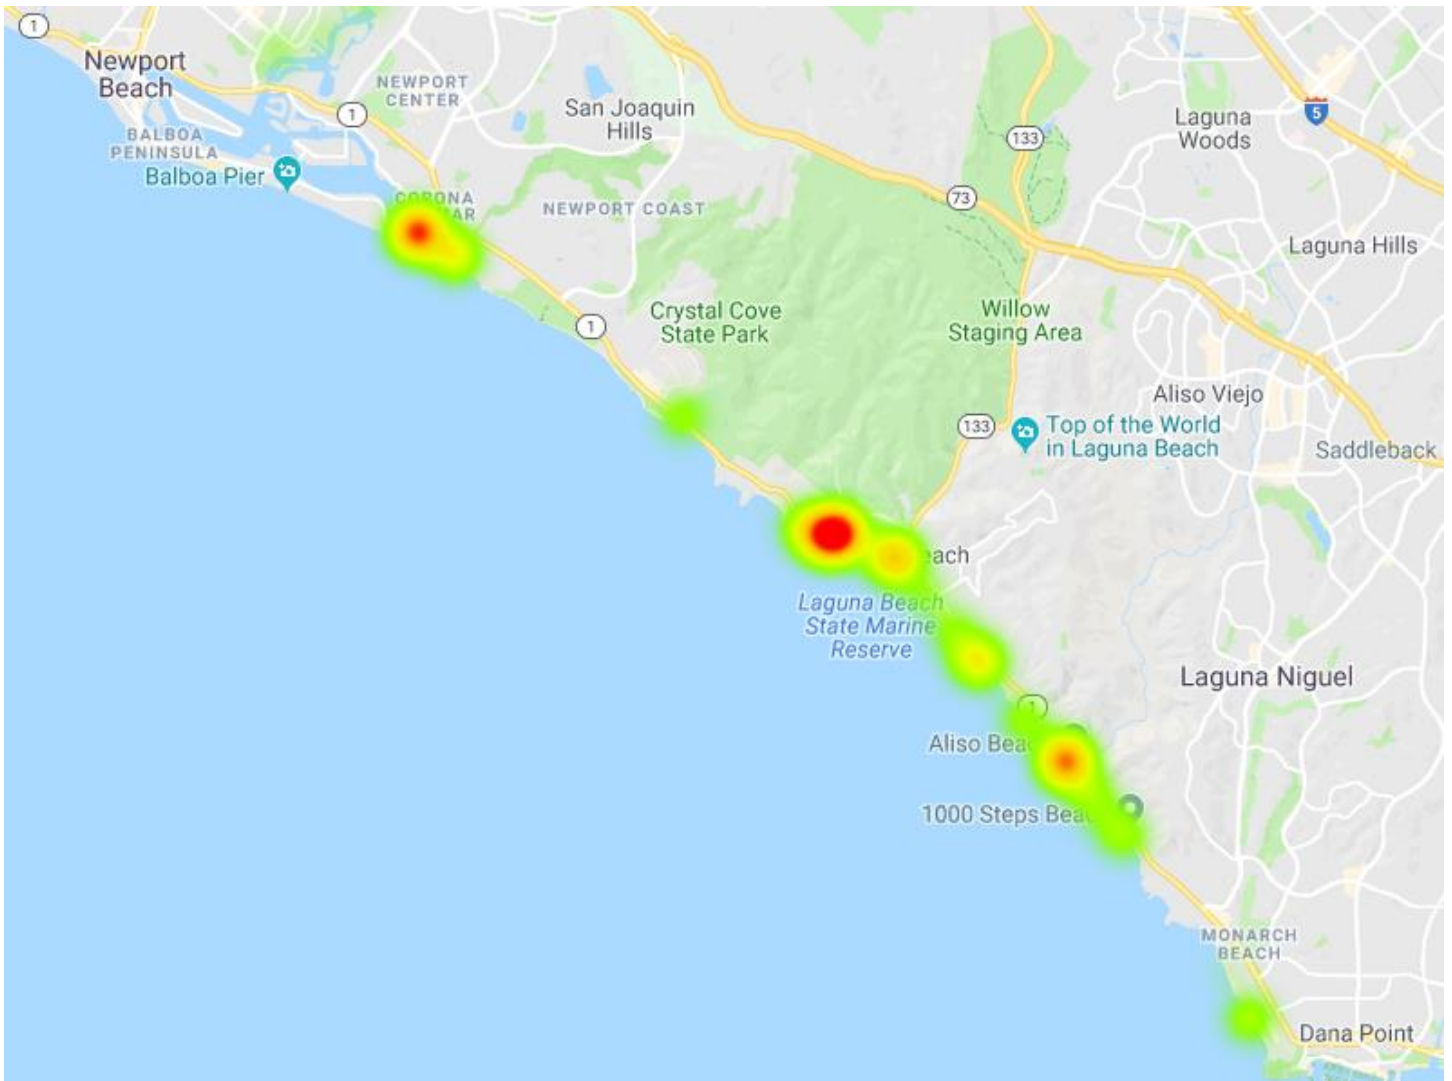 1
Newport
Beach
NEWPORT
CENTER
1
San Joaquin
Hills
BALBOA
PENINSULA
Balboa Pier
CORONA
NEWPORT COAST
133
73
5
Laguna
Woods
Laguna Hills
Crystal Cove
State Park
1
Willow
Staging Area
Aliso Viejo
133
Top of the World
in Laguna Beach
Saddleback
Laguna Beach
State Marine
Reserve
Laguna Niguel
1
Aliso
1000 Steps
MONARCH
BEACH
Dana Point